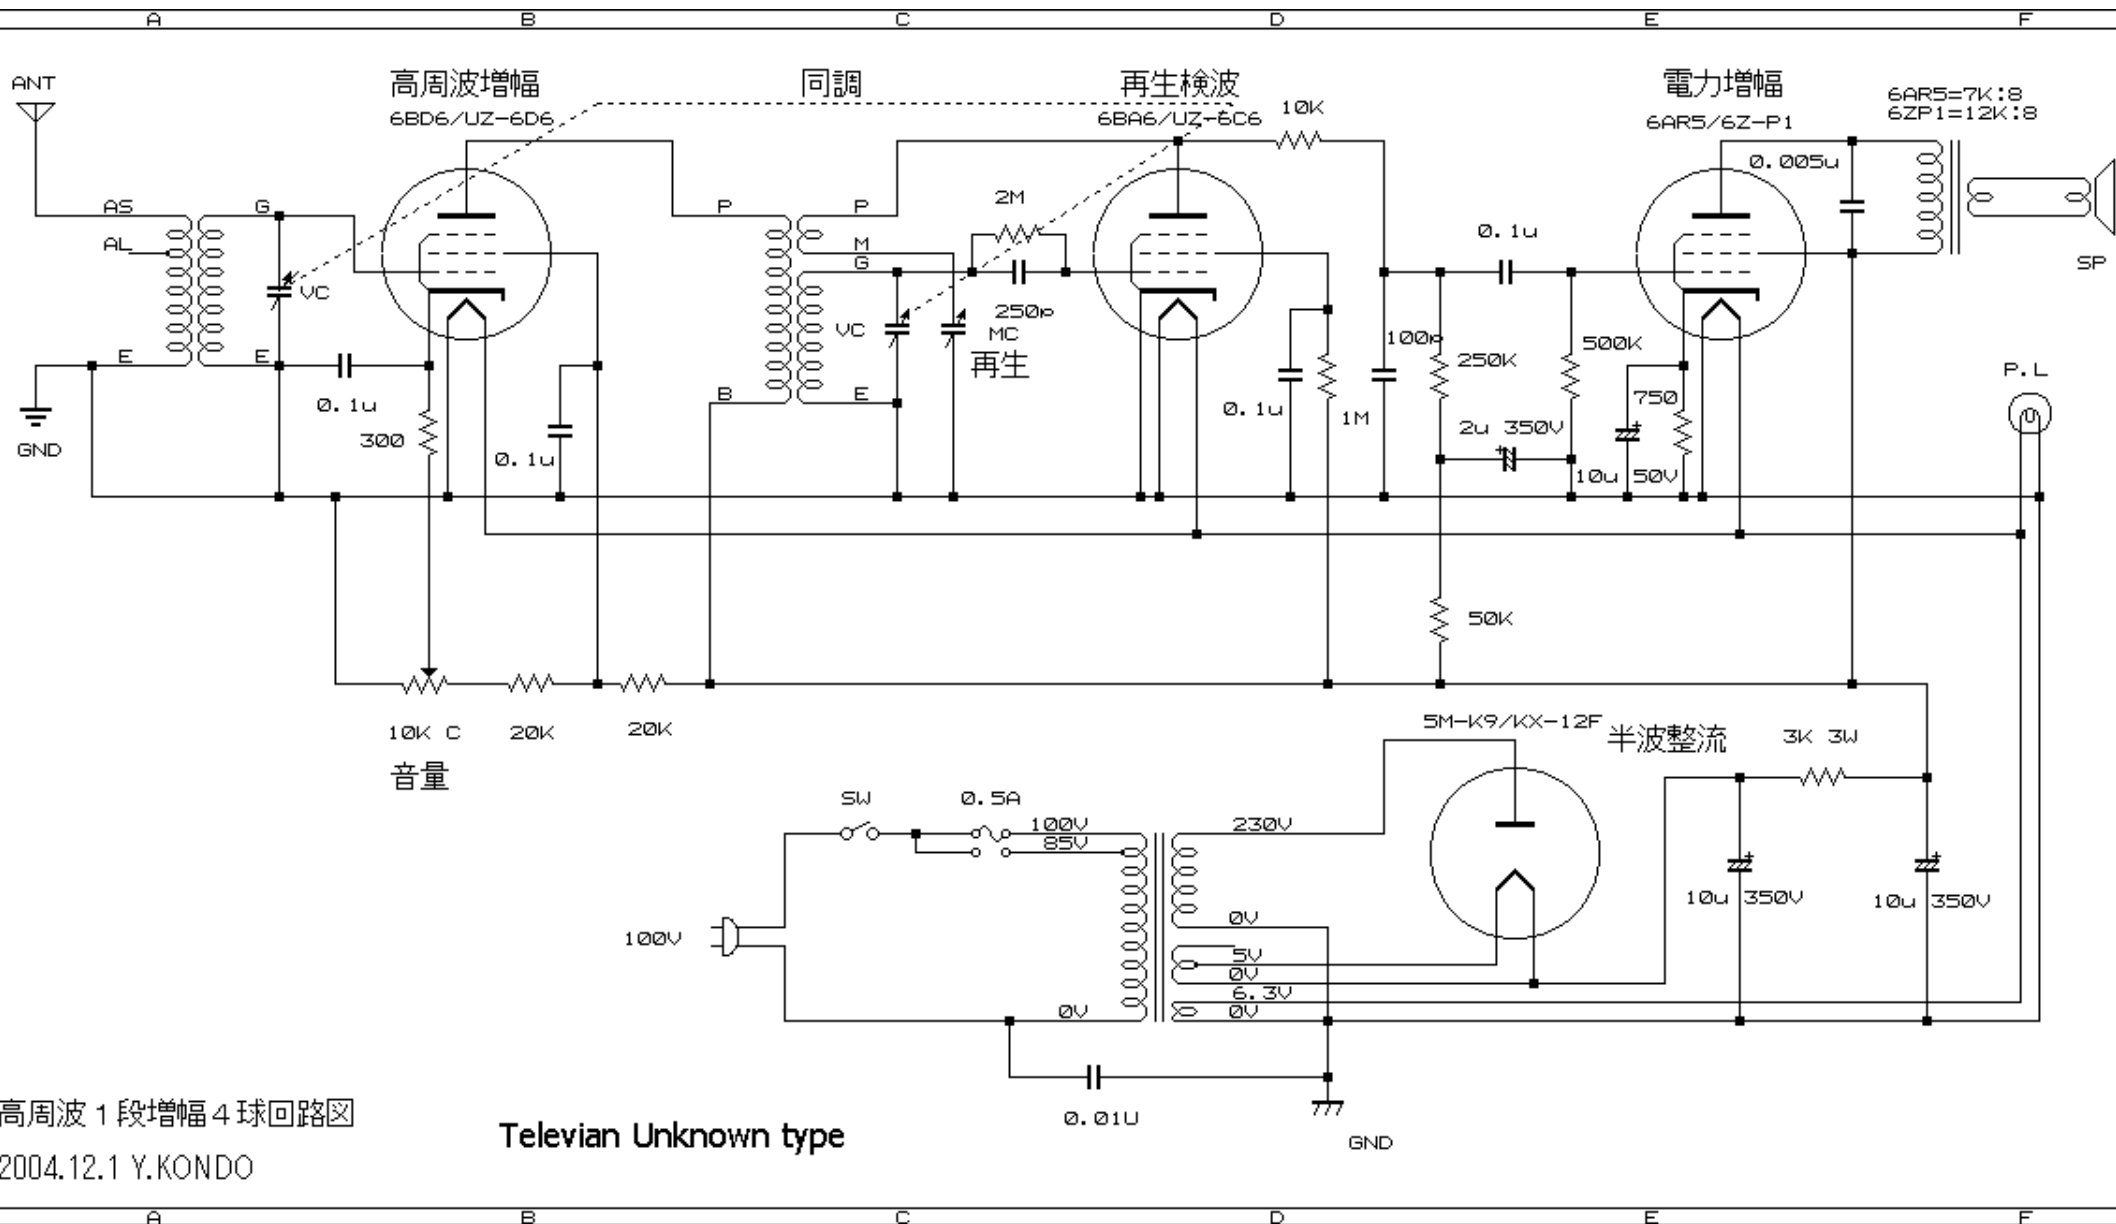 A B C D E F
ANT
高周波増幅
6BD6/UZ-6D6
同調
再生検波
6BA6/UZ-6C6
10K
電力増幅
6AR5/6Z-P1
6AR5=7K:8
6ZP1=12K:8
0.005u
AS
G
AL
VC
E
E
0.1u
300
GND
0.1u
P
P
M
G
2M
250p
VC
MC
再生
B
E
0.1u
1M
100p
0.1u
250K
500K
2u 350V
750
10u 50V
SP
P.L
50K
10K C
20K
20K
音量
5M-K9/KX-12F
半波整流
3K 3W
SW
0.5A
100V
85V
230V
0V
5V
0V
6.3V
0V
0V
100V
10u 350V
10u 350V
0.01U
GND
高周波1段増幅4球回路図
Televian Unknown type
2004.12.1 Y.KONDO
A B C D E F